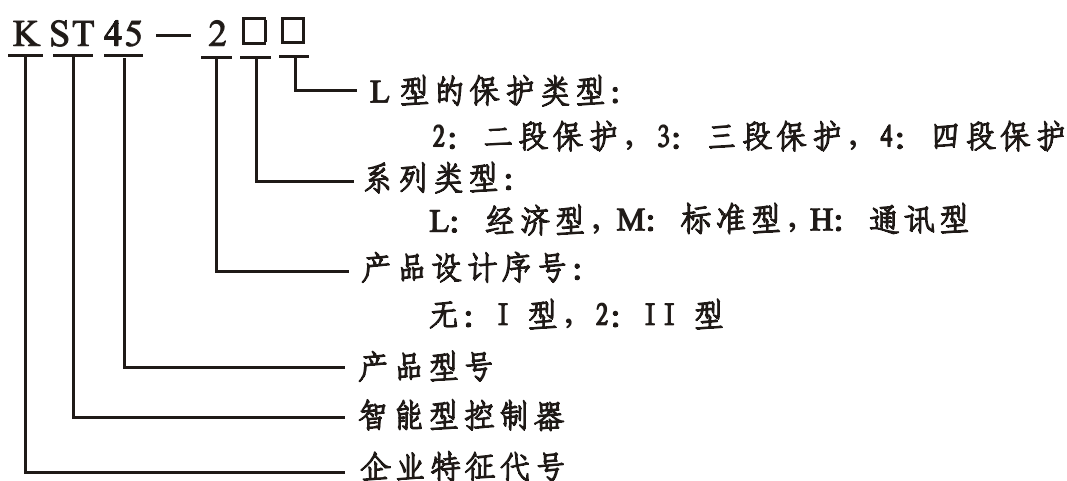 KST45—2□□
L型的保护类型：
2：二段保护，3：三段保护，4：四段保护
系列类型：
L：经济型，M：标准型，H：通讯型
产品设计序号：
无：I 型，2：II 型
产品型号
智能型控制器
企业特征代号